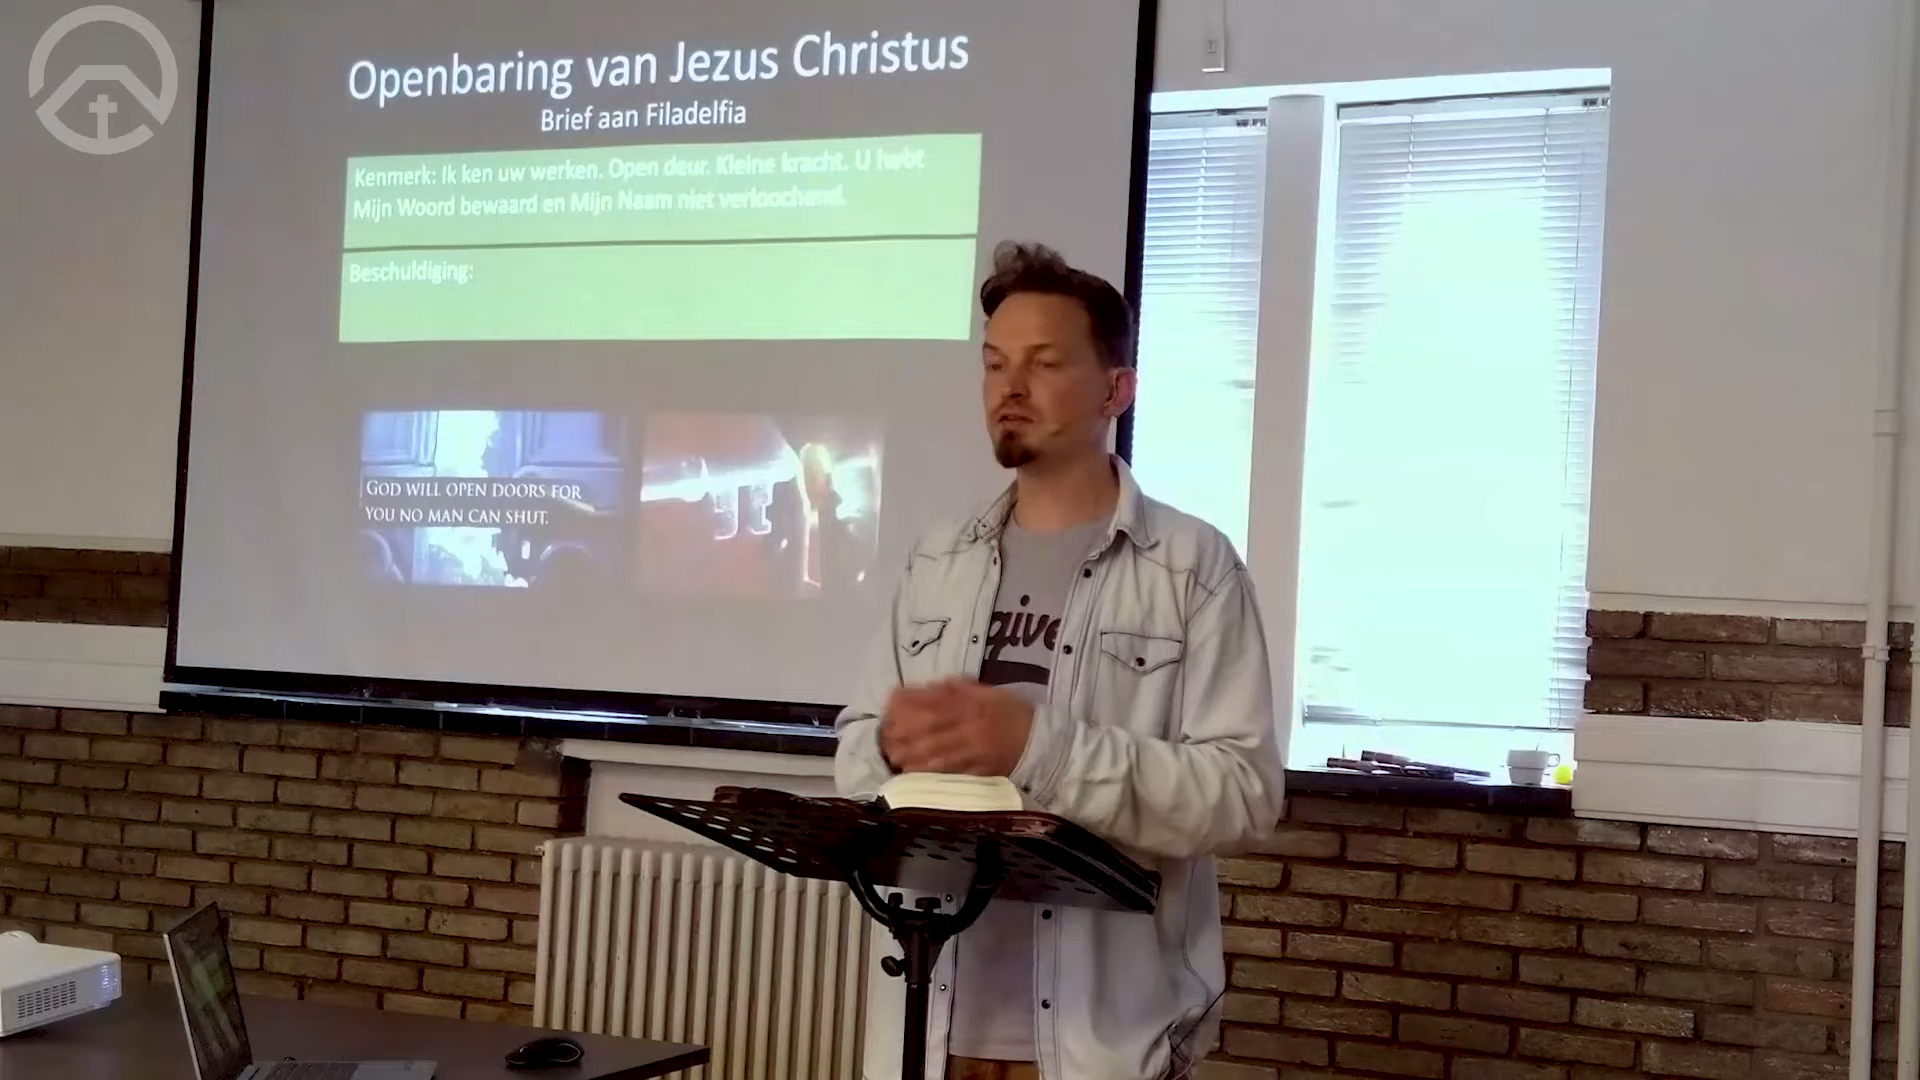 Openbaring van Jezus Christus
Brief aan Filadelfia
Kenmerk: Ik ken uw werken. Open deur. Kleine kracht. U hebt
Mijn Woord bewaard en Mijn Naam niet verloochend.
Beschuldiging:
GOD WILL OPEN DOORS FOR
YOU NO MAN CAN SHUT.
give